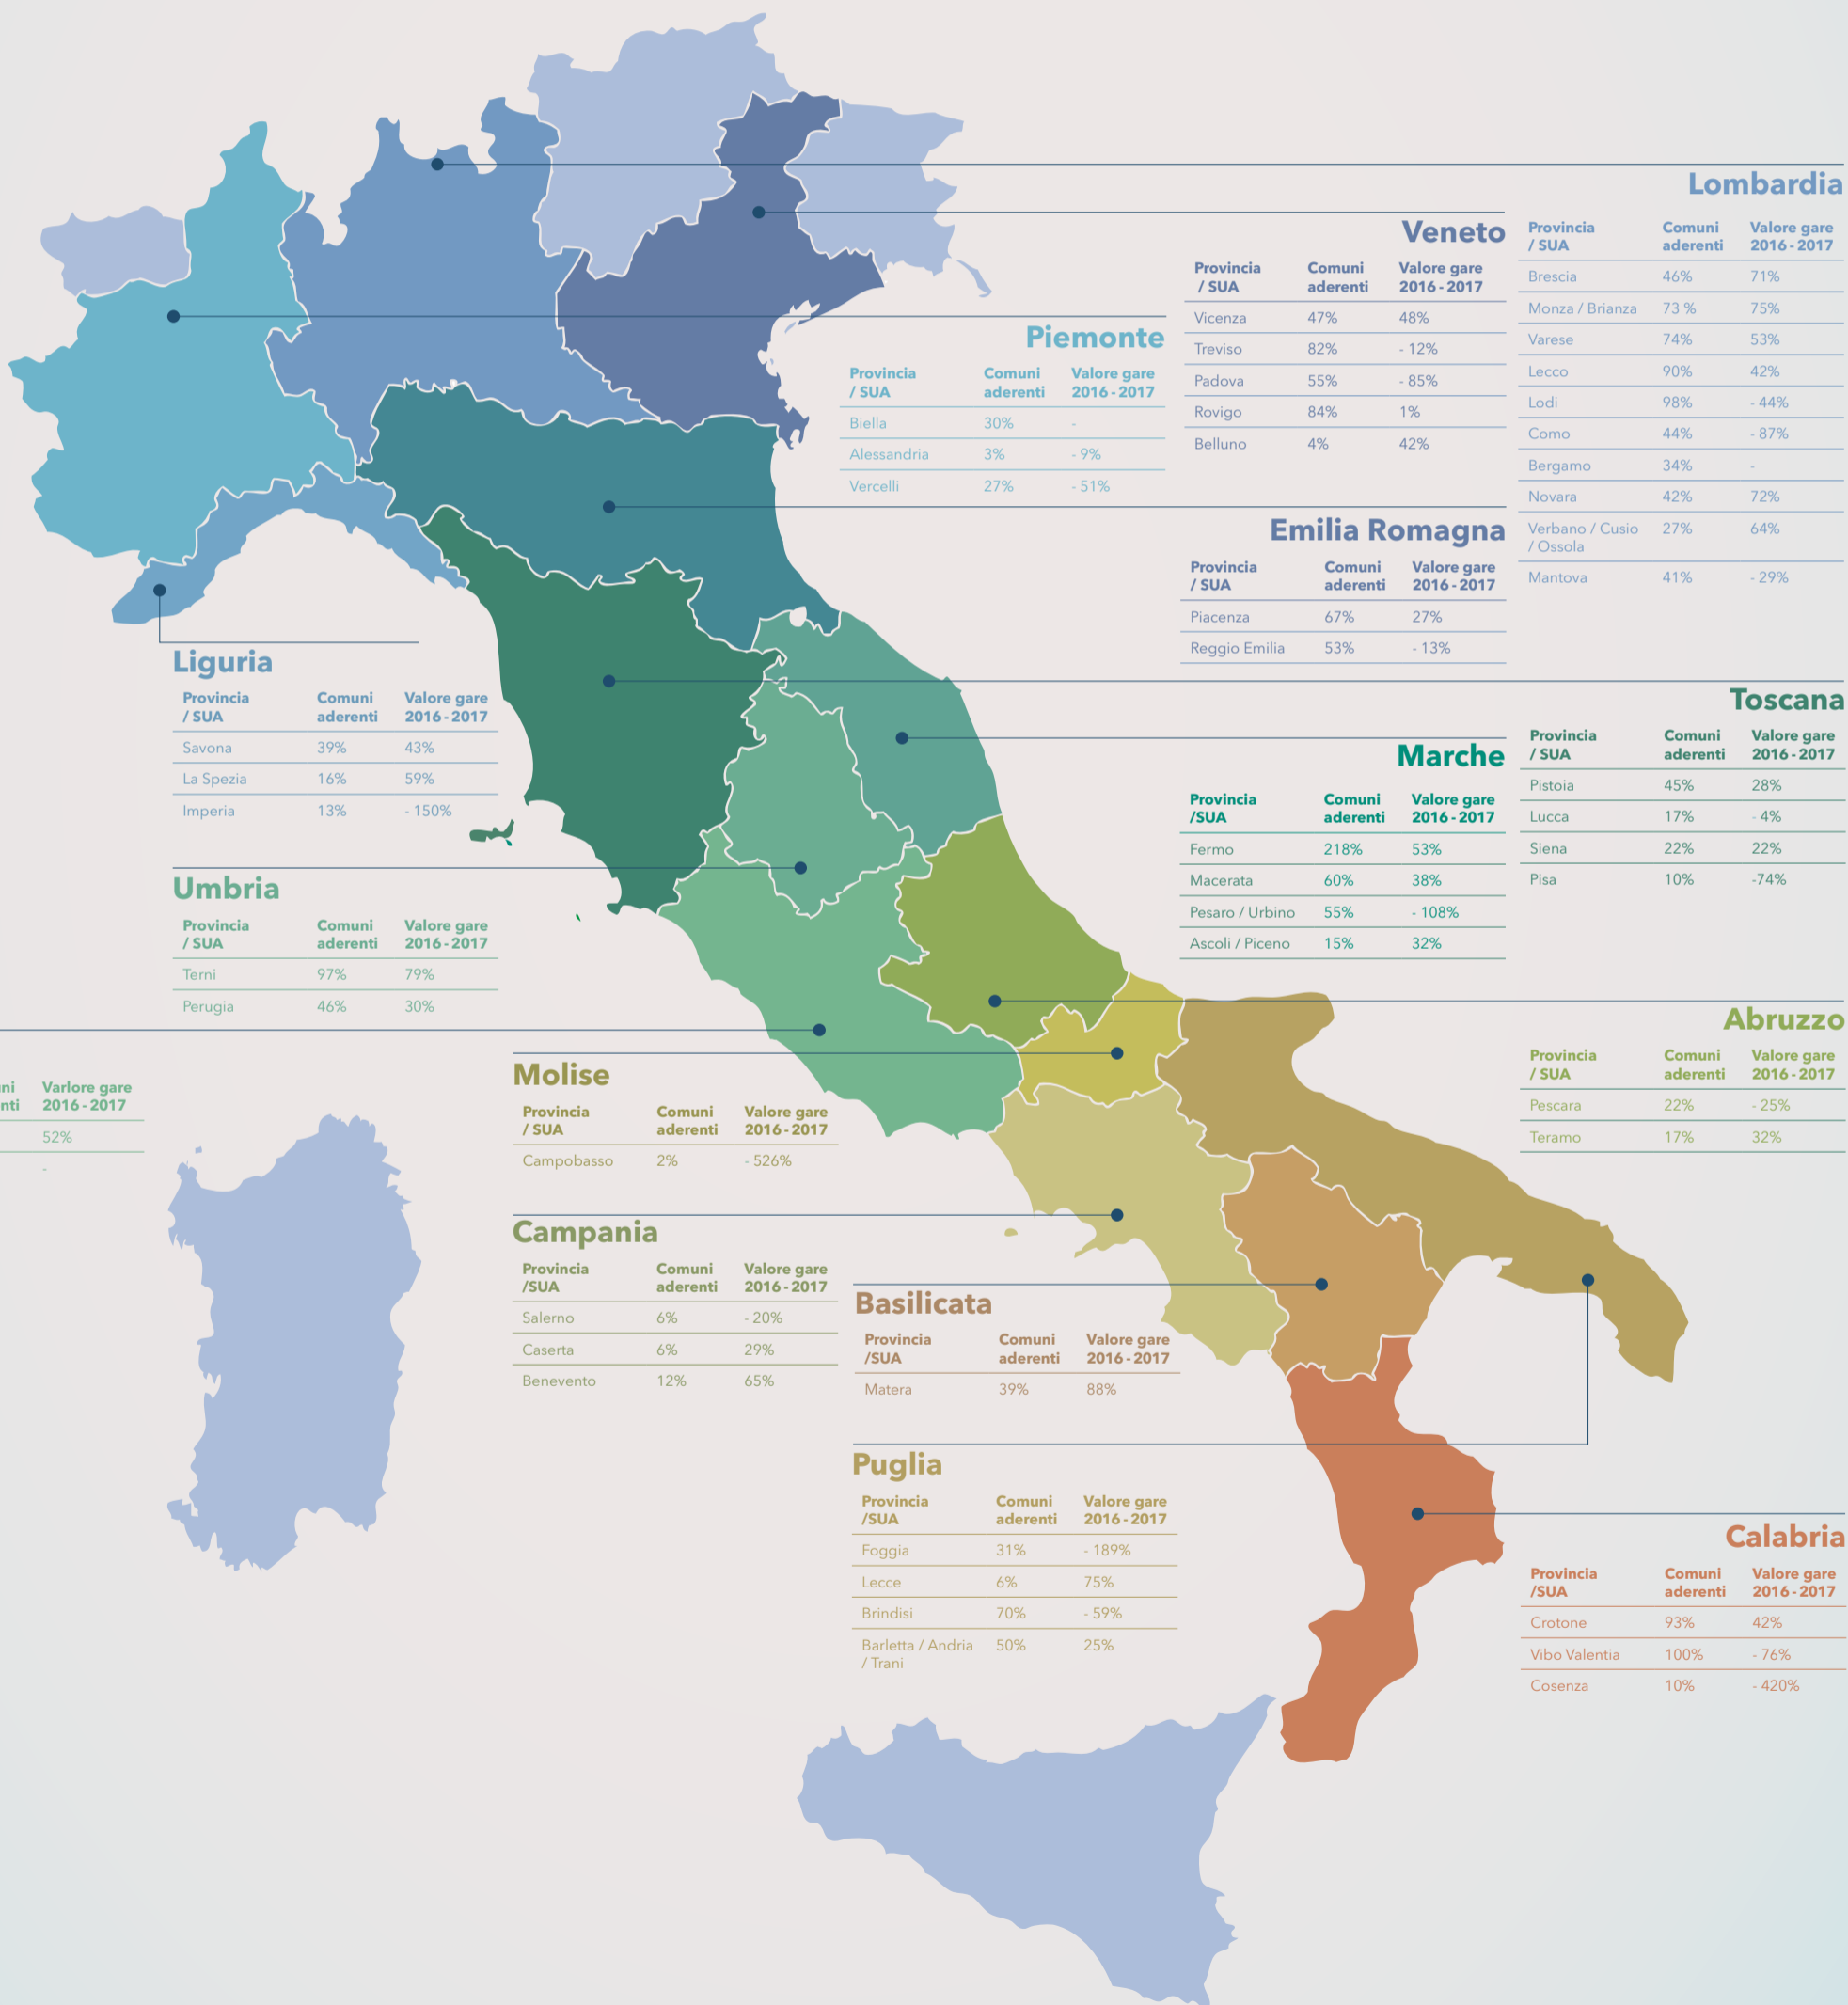 Lombardia
Provincia / SUA Comuni aderenti Valore gare 2016 - 2017
Brescia 46% 71%
Monza / Brianza 73 % 75%
Varese 74% 53%
Lecco 90% 42%
Lodi 98% - 44%
Como 44% - 87%
Bergamo 34% -
Novara 42% 72%
Verbano / Cusio / Ossola 27% 64%
Mantova 41% - 29%
Veneto
Provincia / SUA Comuni aderenti Valore gare 2016 - 2017
Vicenza 47% 48%
Treviso 82% - 12%
Padova 55% - 85%
Rovigo 84% 1%
Belluno 4% 42%
Piemonte
Provincia / SUA Comuni aderenti Valore gare 2016 - 2017
Biella 30% -
Alessandria 3% - 9%
Vercelli 27% - 51%
Emilia Romagna
Provincia / SUA Comuni aderenti Valore gare 2016 - 2017
Piacenza 67% 27%
Reggio Emilia 53% - 13%
Liguria
Provincia / SUA Comuni aderenti Valore gare 2016 - 2017
Savona 39% 43%
La Spezia 16% 59%
Imperia 13% - 150%
Toscana
Provincia / SUA Comuni aderenti Valore gare 2016 - 2017
Pistoia 45% 28%
Lucca 17% - 4%
Siena 22% 22%
Pisa 10% -74%
Marche
Provincia /SUA Comuni aderenti Valore gare 2016 - 2017
Fermo 218% 53%
Macerata 60% 38%
Pesaro / Urbino 55% - 108%
Ascoli / Piceno 15% 32%
Umbria
Provincia / SUA Comuni aderenti Valore gare 2016 - 2017
Terni 97% 79%
Perugia 46% 30%
Abruzzo
Provincia / SUA Comuni aderenti Valore gare 2016 - 2017
Pescara 22% - 25%
Teramo 17% 32%
Varlore gare 2016 - 2017
52%
-
Molise
Provincia / SUA Comuni aderenti Valore gare 2016 - 2017
Campobasso 2% - 526%
Campania
Provincia /SUA Comuni aderenti Valore gare 2016 - 2017
Salerno 6% - 20%
Caserta 6% 29%
Benevento 12% 65%
Basilicata
Provincia /SUA Comuni aderenti Valore gare 2016 - 2017
Matera 39% 88%
Puglia
Provincia /SUA Comuni aderenti Valore gare 2016 - 2017
Foggia 31% - 189%
Lecce 6% 75%
Brindisi 70% - 59%
Barletta / Andria / Trani 50% 25%
Calabria
Provincia /SUA Comuni aderenti Valore gare 2016 - 2017
Crotone 93% 42%
Vibo Valentia 100% - 76%
Cosenza 10% - 420%